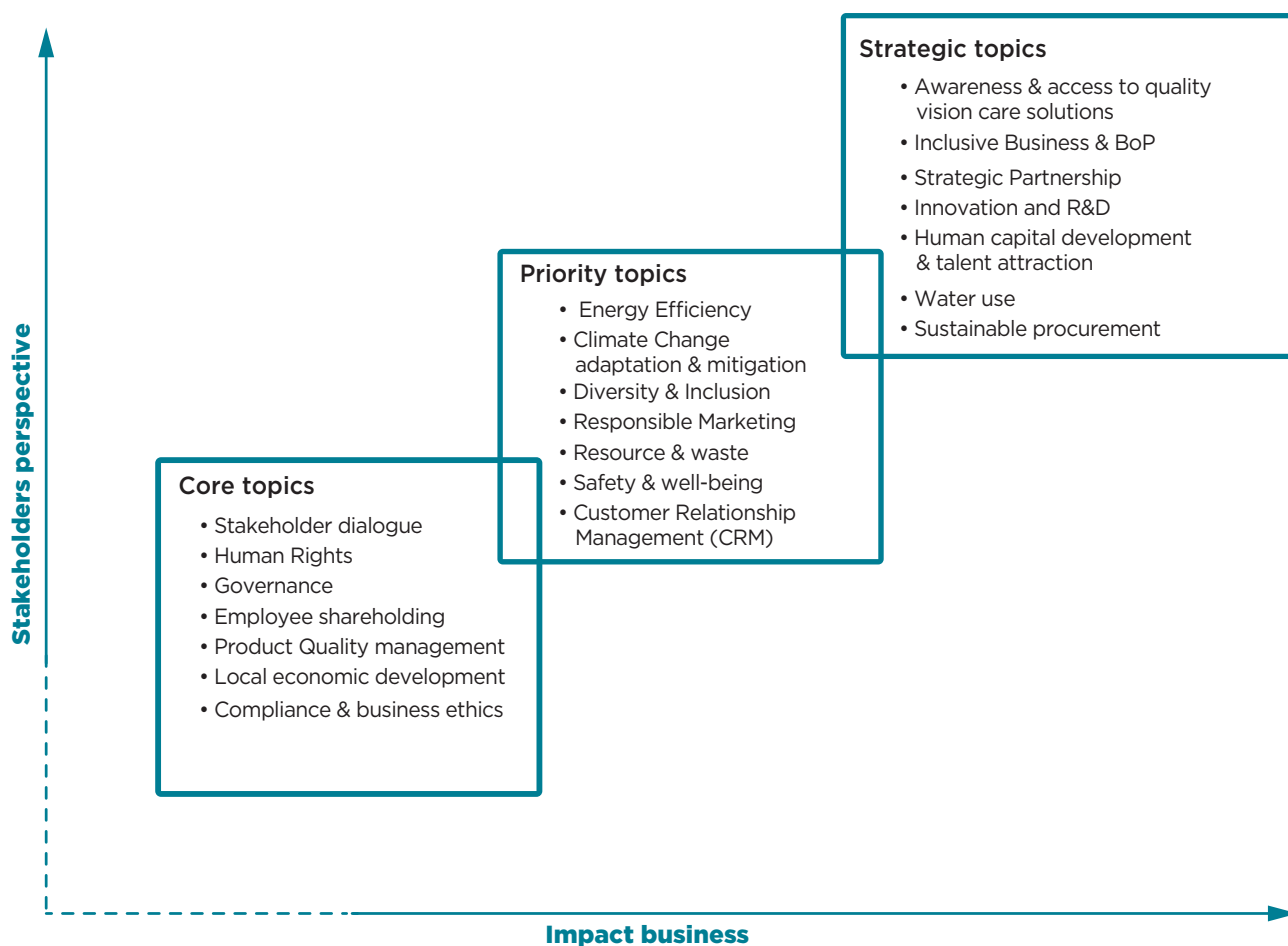 Strategic topics
• Awareness & access to quality
vision care solutions
• Inclusive Business & BoP
• Strategic Partnership
• Innovation and R&D
• Human capital development
& talent attraction
• Water use
• Sustainable procurement
Priority topics
• Energy Efficiency
• Climate Change
adaptation & mitigation
• Diversity & Inclusion
• Responsible Marketing
• Resource & waste
• Safety & well-being
• Customer Relationship
Management (CRM)
Core topics
• Stakeholder dialogue
• Human Rights
• Governance
• Employee shareholding
• Product Quality management
• Local economic development
• Compliance & business ethics
Stakeholders perspective
Impact business